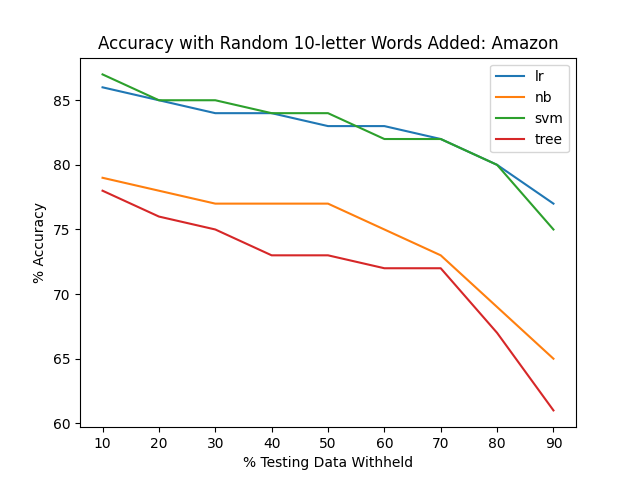 Accuracy with Random 10-letter Words Added: Amazon
lr
nb
svm
tree
% Accuracy
85
80
75
70
65
60
10 20 30 40 50 60 70 80 90
% Testing Data Withheld